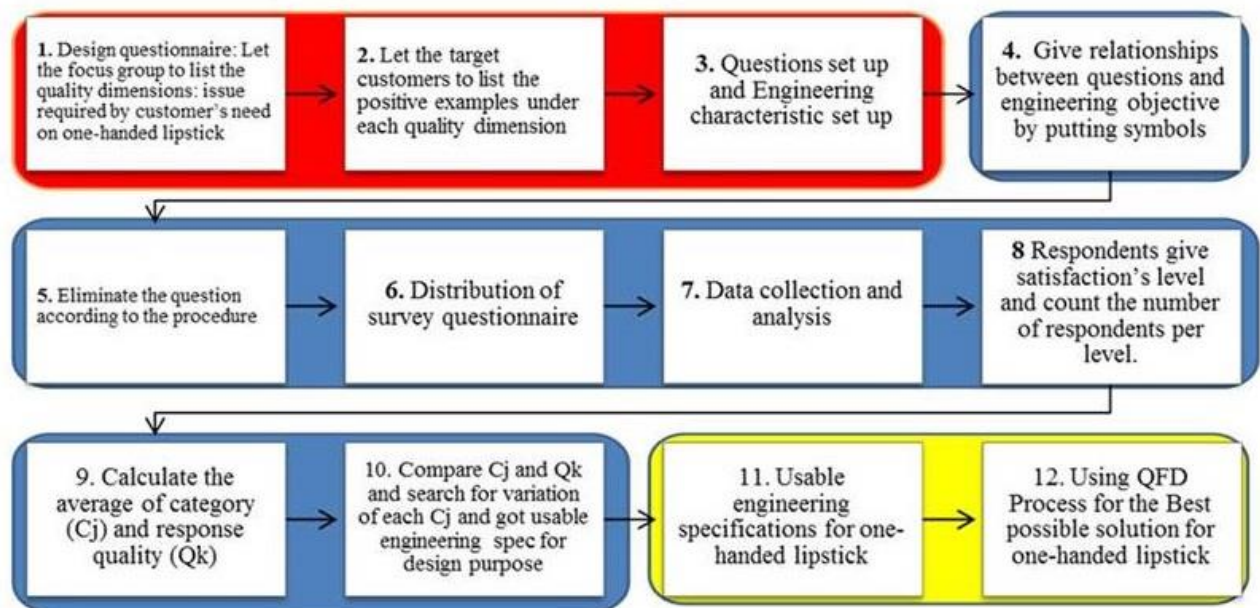 1. Design questionnaire: Let
the focus group to list the
quality dimensions: issue
required by customer's need
on one-handed lipstick
2. Let the target
customers to list the
positive examples under
each quality dimension
3. Questions set up
and Engineering
characteristic set up
4. Give relationships
between questions and
engineering objective
by putting symbols
5. Eliminate the question
according to the procedure
6. Distribution of
survey questionnaire
7. Data collection and
analysis
8 Respondents give
satisfaction's level
and count the number
of respondents per
level.
9. Calculate the
average of category
(Cj) and response
quality (Qk)
10. Compare Cj and Qk
and search for variation
of each Cj and got usable
engineering spec for
design purpose
11. Usable
engineering
specifications for one-
handed lipstick
12. Using QFD
Process for the Best
possible solution for
one-handed lipstick